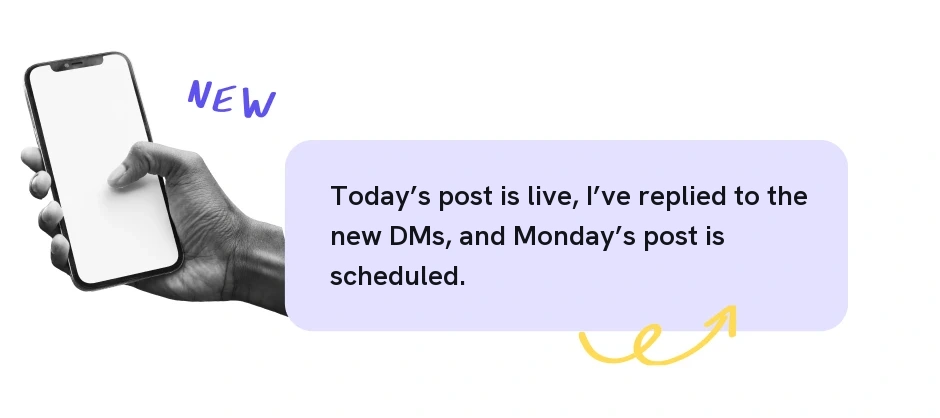 NEW
Today’s post is live, I’ve replied to the
new DMs, and Monday’s post is
scheduled.